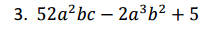 3. 52a²bc − 2a³b² + 5